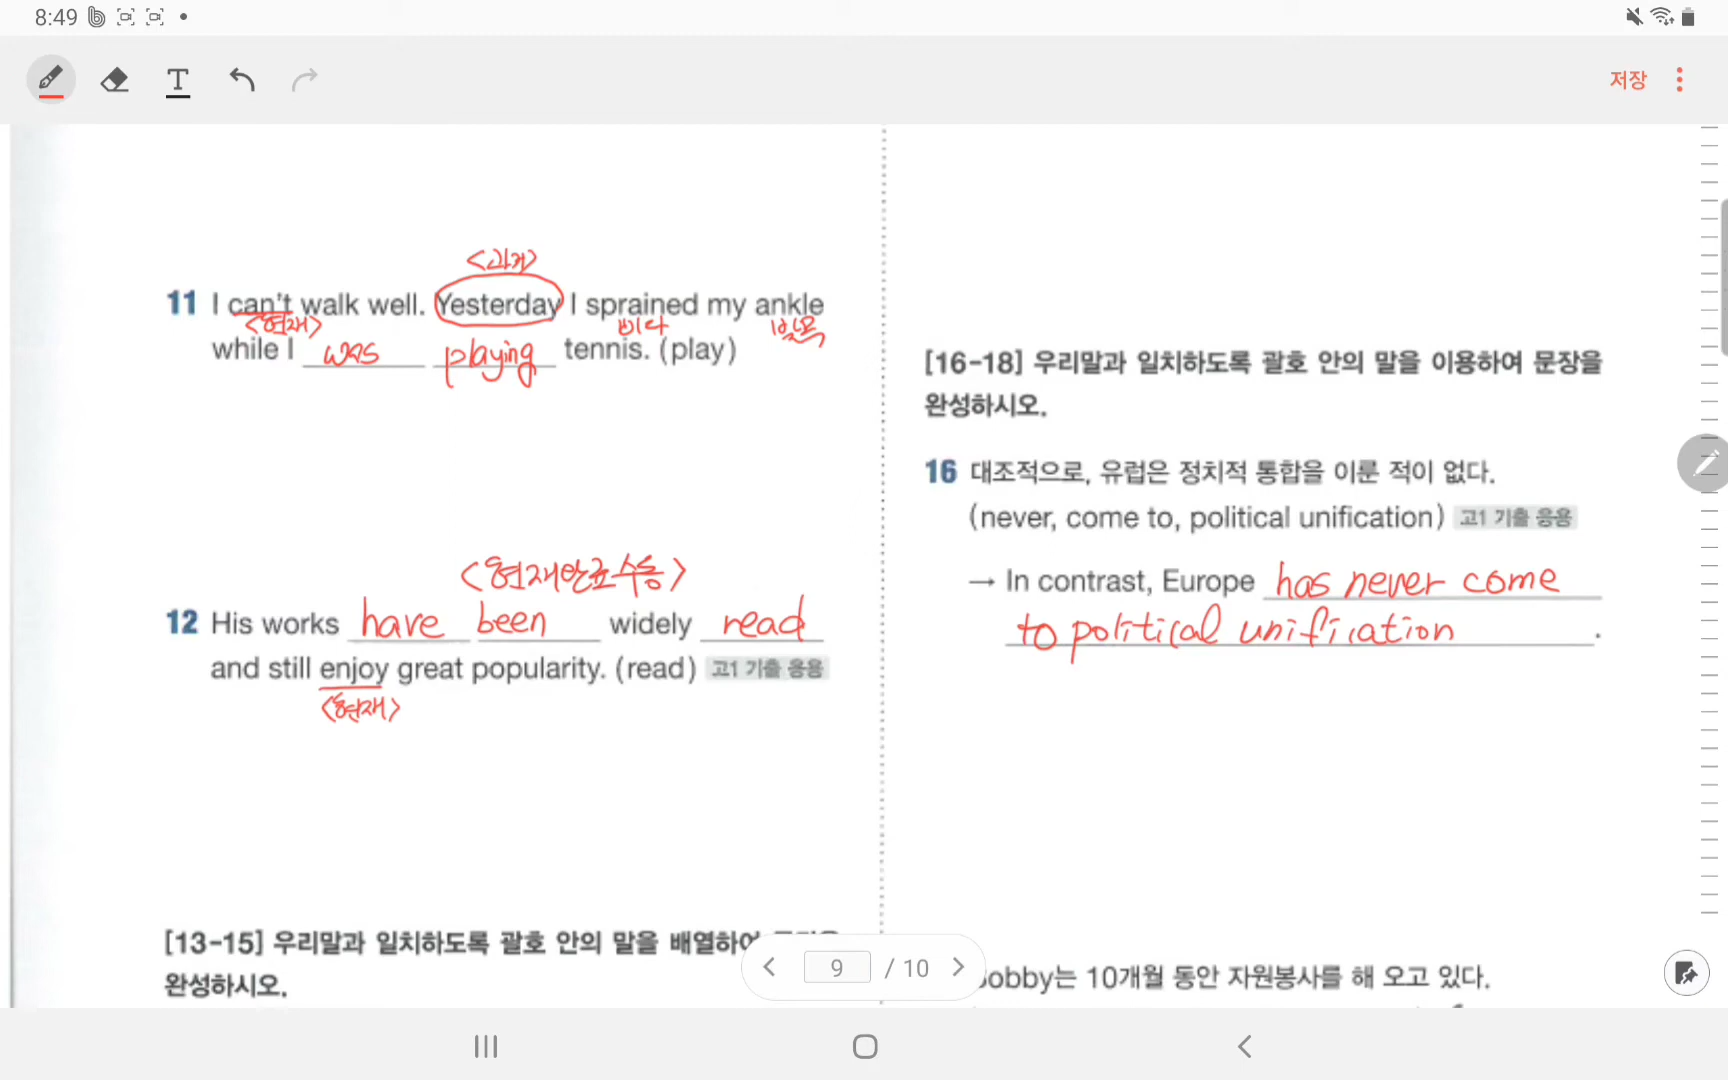 8:49
저장
<과거>
11 I can't walk well. Yesterday I sprained my ankle
<현재> 삐다 발목
while I was playing tennis. (play)
<현재완료수동>
12 His works have been widely read
and still enjoy great popularity. (read) 고1 기출 응용
<현재>
[13-15] 우리말과 일치하도록 괄호 안의 말을 배열하여
완성하시오.
[16-18] 우리말과 일치하도록 괄호 안의 말을 이용하여 문장을
완성하시오.
16 대조적으로, 유럽은 정치적 통합을 이룬 적이 없다.
(never, come to, political unification) 고1 기출 응용
→ In contrast, Europe has never come
to political unification .
obby는 10개월 동안 자원봉사를 해 오고 있다.
9 / 10